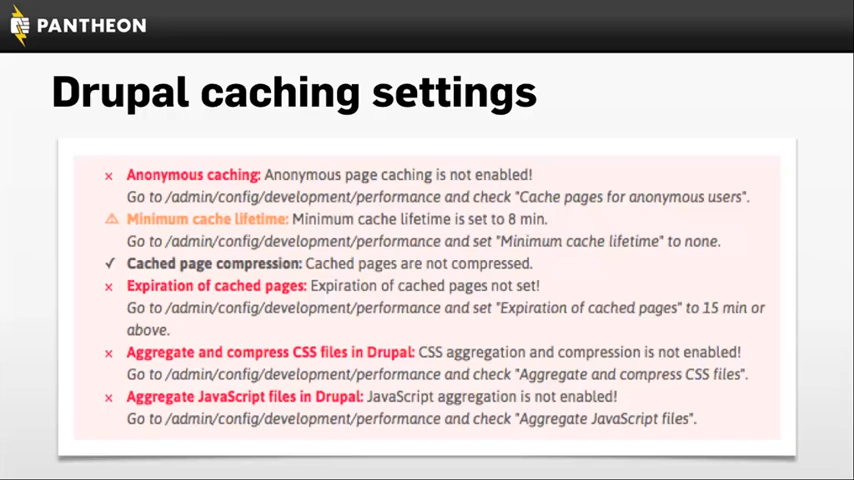 PANTHEON
Drupal caching settings
× Anonymous caching: Anonymous page caching is not enabled!
Go to /admin/config/development/performance and check "Cache pages for anonymous users".
⚠ Minimum cache lifetime: Minimum cache lifetime is set to 8 min.
Go to /admin/config/development/performance and set "Minimum cache lifetime" to none.
✓ Cached page compression: Cached pages are not compressed.
× Expiration of cached pages: Expiration of cached pages not set!
Go to /admin/config/development/performance and set "Expiration of cached pages" to 15 min or
above.
× Aggregate and compress CSS files in Drupal: CSS aggregation and compression is not enabled!
Go to /admin/config/development/performance and check "Aggregate and compress CSS files".
× Aggregate JavaScript files in Drupal: JavaScript aggregation is not enabled!
Go to /admin/config/development/performance and check "Aggregate JavaScript files".